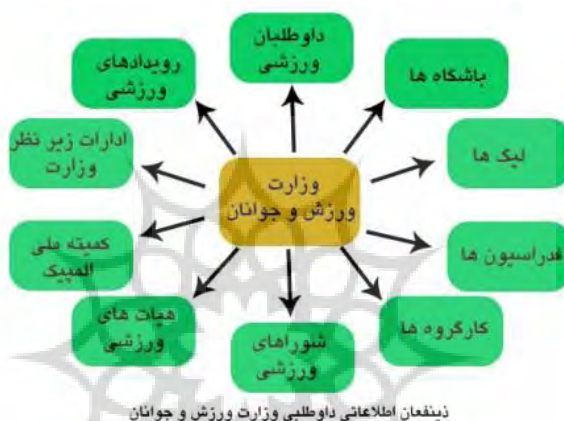 داوطلبان
ورزشی
باشگاه ها
رویدادهای
ورزشی
لیگ ها
ادارات زیر نظر
وزارت
وزارت
ورزش و جوانان
فدراسیون ها
کمیته ملی
المپیک
کارگروه ها
هیات های
ورزشی
شوراهای
ورزشی
ذینفعان اطلاعاتی داوطلبی وزارت ورزش و جوانان